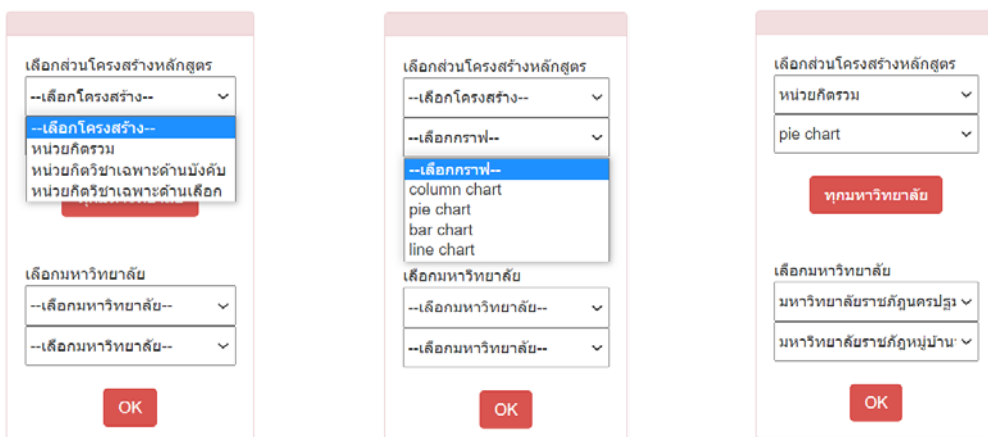 เลือกส่วนโครงสร้างหลักสูตร
--เลือกโครงสร้าง--
--เลือกโครงสร้าง--
หน่วยกิตรวม
หน่วยกิตวิชาเฉพาะด้านบังคับ
หน่วยกิตวิชาเฉพาะด้านเลือก
ทุกมหาวิทยาลัย
เลือกมหาวิทยาลัย
--เลือกมหาวิทยาลัย--
--เลือกมหาวิทยาลัย--
OK
เลือกส่วนโครงสร้างหลักสูตร
--เลือกโครงสร้าง--
--เลือกกราฟ--
--เลือกกราฟ--
column chart
pie chart
bar chart
line chart
เลือกมหาวิทยาลัย
--เลือกมหาวิทยาลัย--
--เลือกมหาวิทยาลัย--
OK
เลือกส่วนโครงสร้างหลักสูตร
หน่วยกิตรวม
pie chart
ทุกมหาวิทยาลัย
เลือกมหาวิทยาลัย
มหาวิทยาลัยราชภัฏนครปฐม
มหาวิทยาลัยราชภัฏหมู่บ้าน
OK